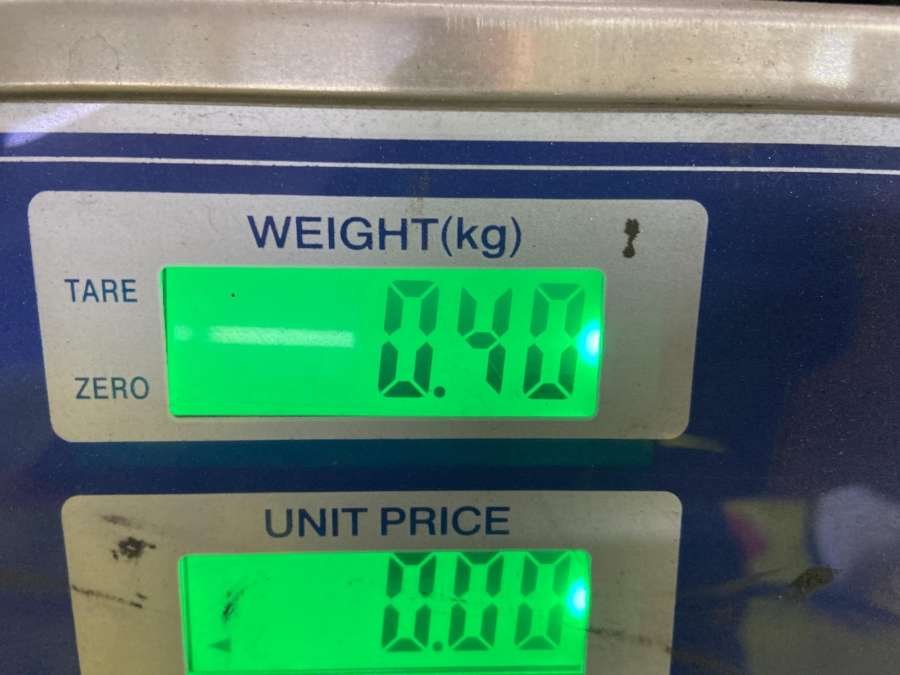 WEIGHT(kg)
TARE
0.40
ZERO
UNIT PRICE
0.00